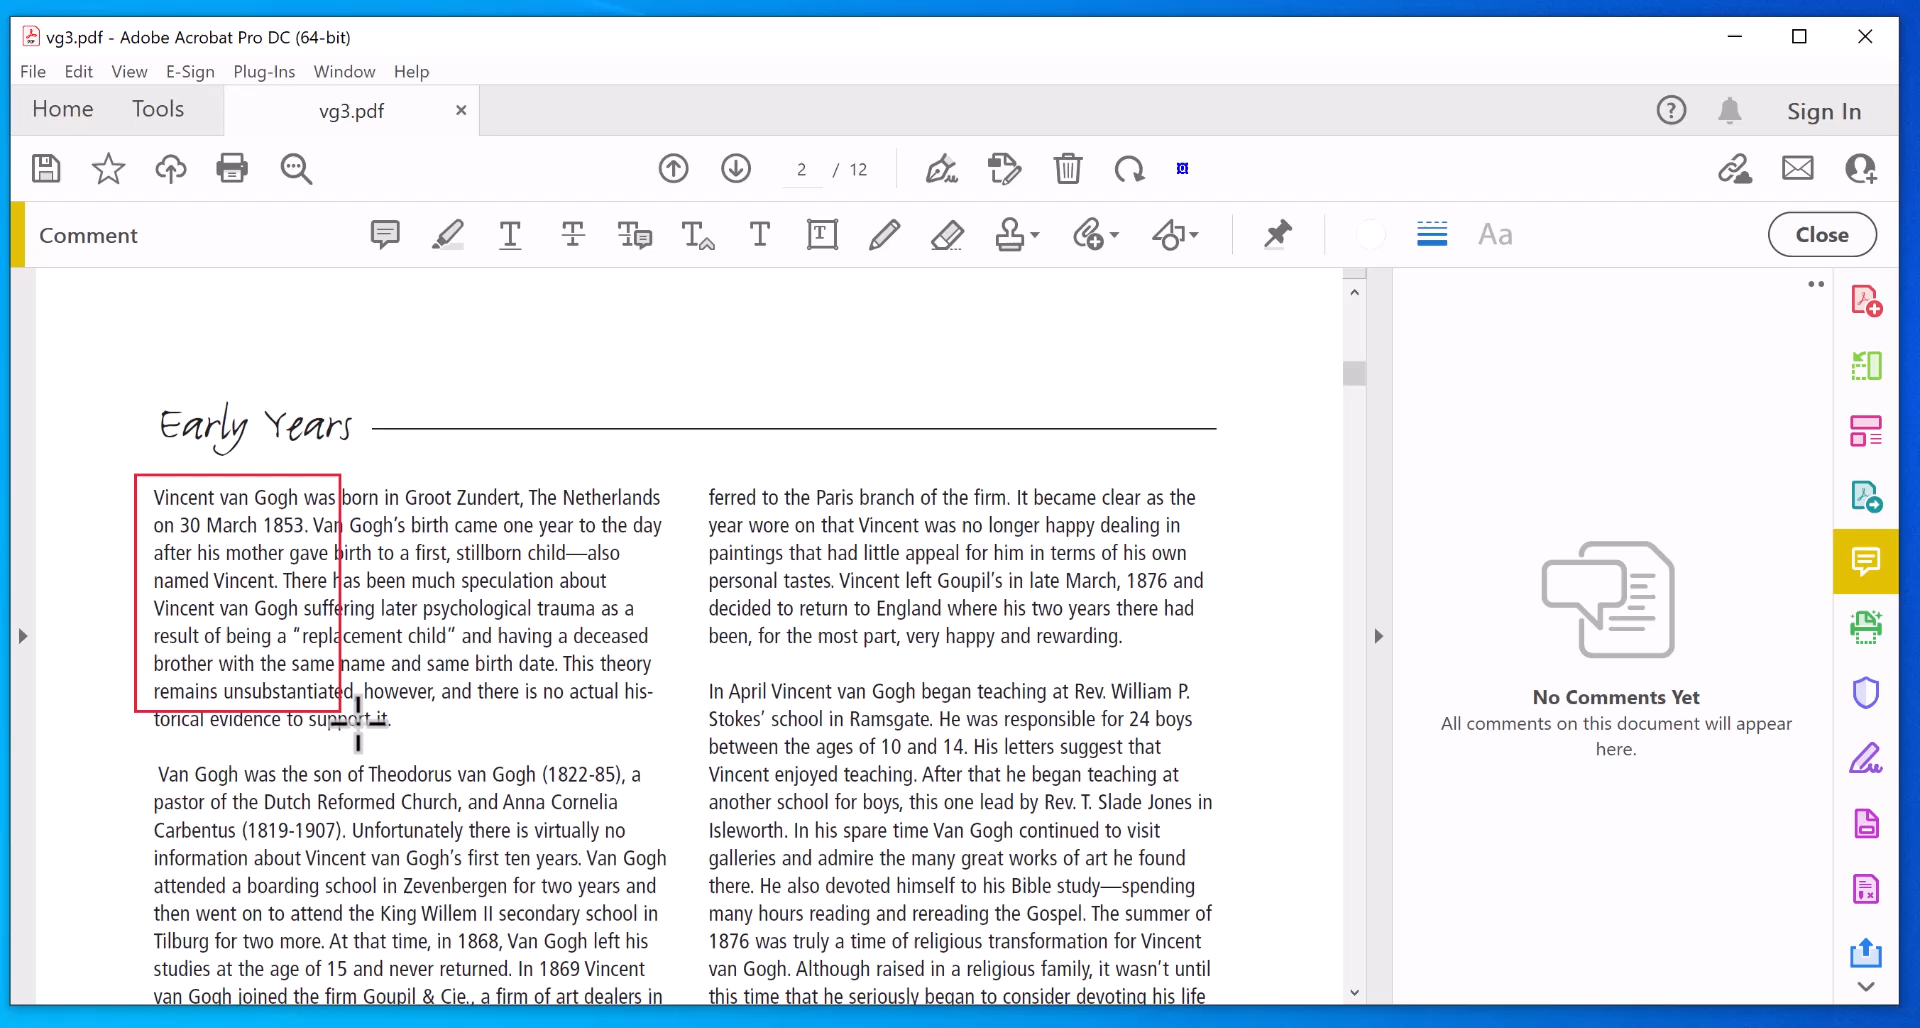 vg3.pdf - Adobe Acrobat Pro DC (64-bit)
File Edit View E-Sign Plug-Ins Window Help
Home Tools vg3.pdf Sign In
2 / 12
Comment Aa Close
Early Years
Vincent van Gogh was born in Groot Zundert, The Netherlands
on 30 March 1853. Van Gogh's birth came one year to the day
after his mother gave birth to a first, stillborn child—also
named Vincent. There has been much speculation about
Vincent van Gogh suffering later psychological trauma as a
result of being a "replacement child" and having a deceased
brother with the same name and same birth date. This theory
remains unsubstantiated, however, and there is no actual his-
torical evidence to support it.
Van Gogh was the son of Theodorus van Gogh (1822-85), a
pastor of the Dutch Reformed Church, and Anna Cornelia
Carbentus (1819-1907). Unfortunately there is virtually no
information about Vincent van Gogh's first ten years. Van Gogh
attended a boarding school in Zevenbergen for two years and
then went on to attend the King Willem II secondary school in
Tilburg for two more. At that time, in 1868, Van Gogh left his
studies at the age of 15 and never returned. In 1869 Vincent
van Gogh joined the firm Goupil & Cie., a firm of art dealers in
ferred to the Paris branch of the firm. It became clear as the
year wore on that Vincent was no longer happy dealing in
paintings that had little appeal for him in terms of his own
personal tastes. Vincent left Goupil's in late March, 1876 and
decided to return to England where his two years there had
been, for the most part, very happy and rewarding.
In April Vincent van Gogh began teaching at Rev. William P.
Stokes' school in Ramsgate. He was responsible for 24 boys
between the ages of 10 and 14. His letters suggest that
Vincent enjoyed teaching. After that he began teaching at
another school for boys, this one lead by Rev. T. Slade Jones in
Isleworth. In his spare time Van Gogh continued to visit
galleries and admire the many great works of art he found
there. He also devoted himself to his Bible study—spending
many hours reading and rereading the Gospel. The summer of
1876 was truly a time of religious transformation for Vincent
van Gogh. Although raised in a religious family, it wasn't until
this time that he seriously began to consider devoting his life
No Comments Yet
All comments on this document will appear
here.